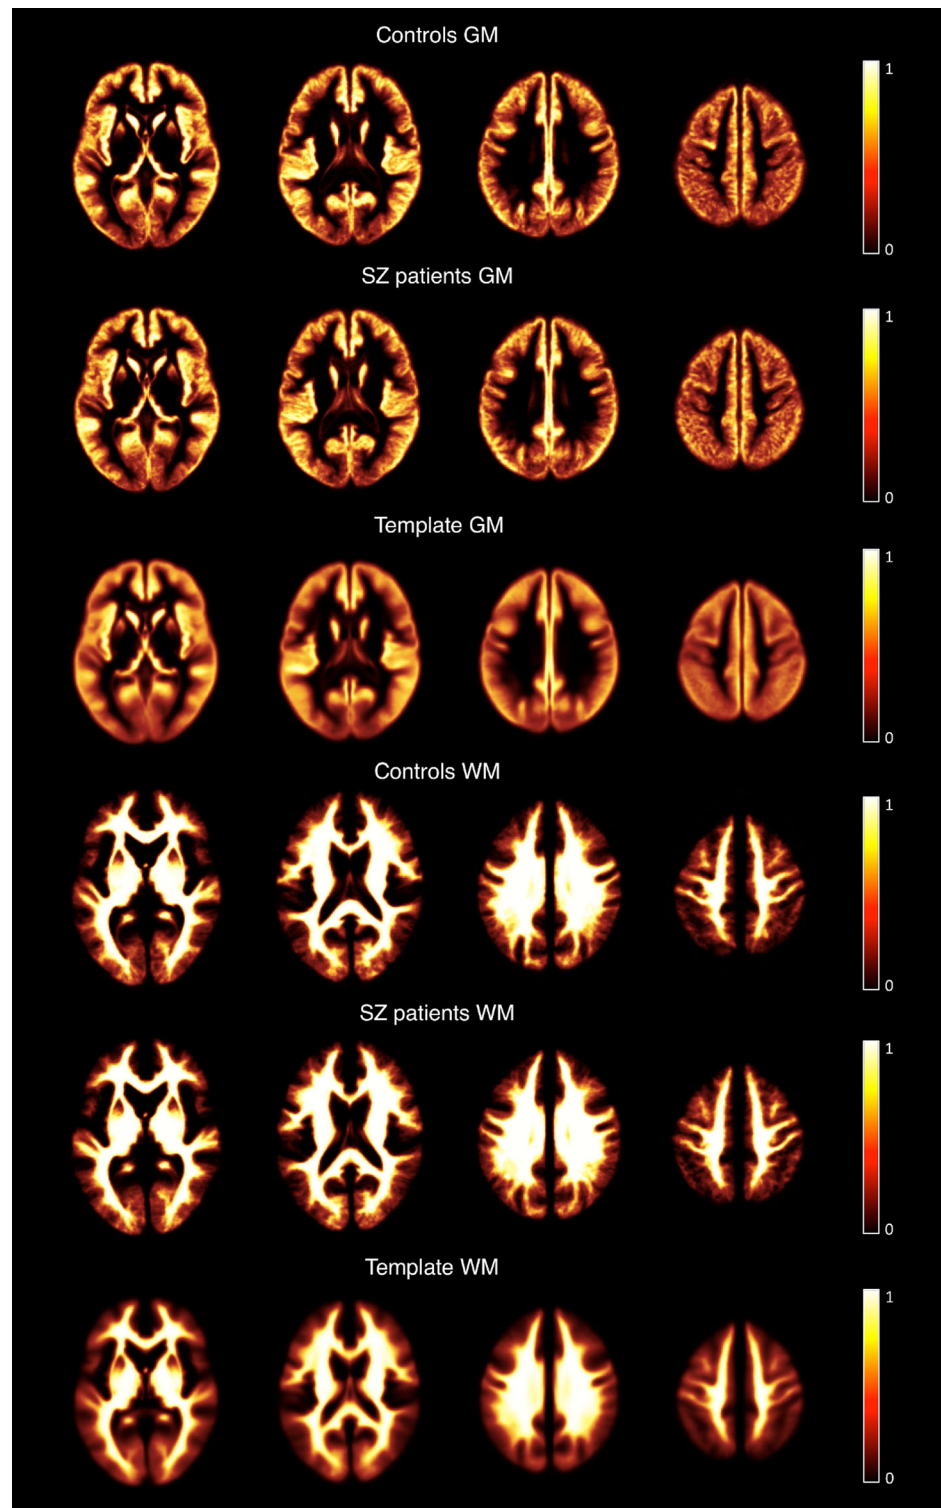 Controls GM
1
0
SZ patients GM
1
0
Template GM
1
0
Controls WM
1
0
SZ patients WM
1
0
Template WM
1
0